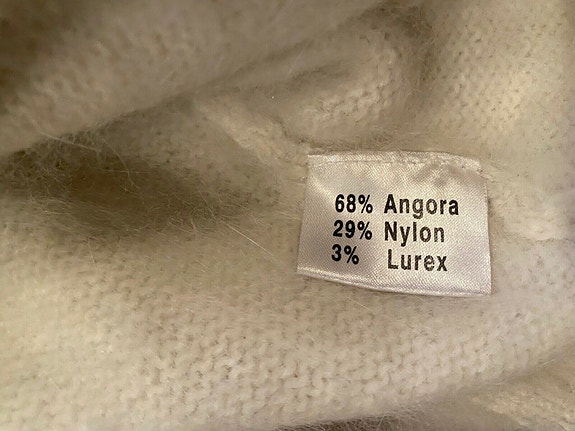 68% Angora
29% Nylon
3% Lurex